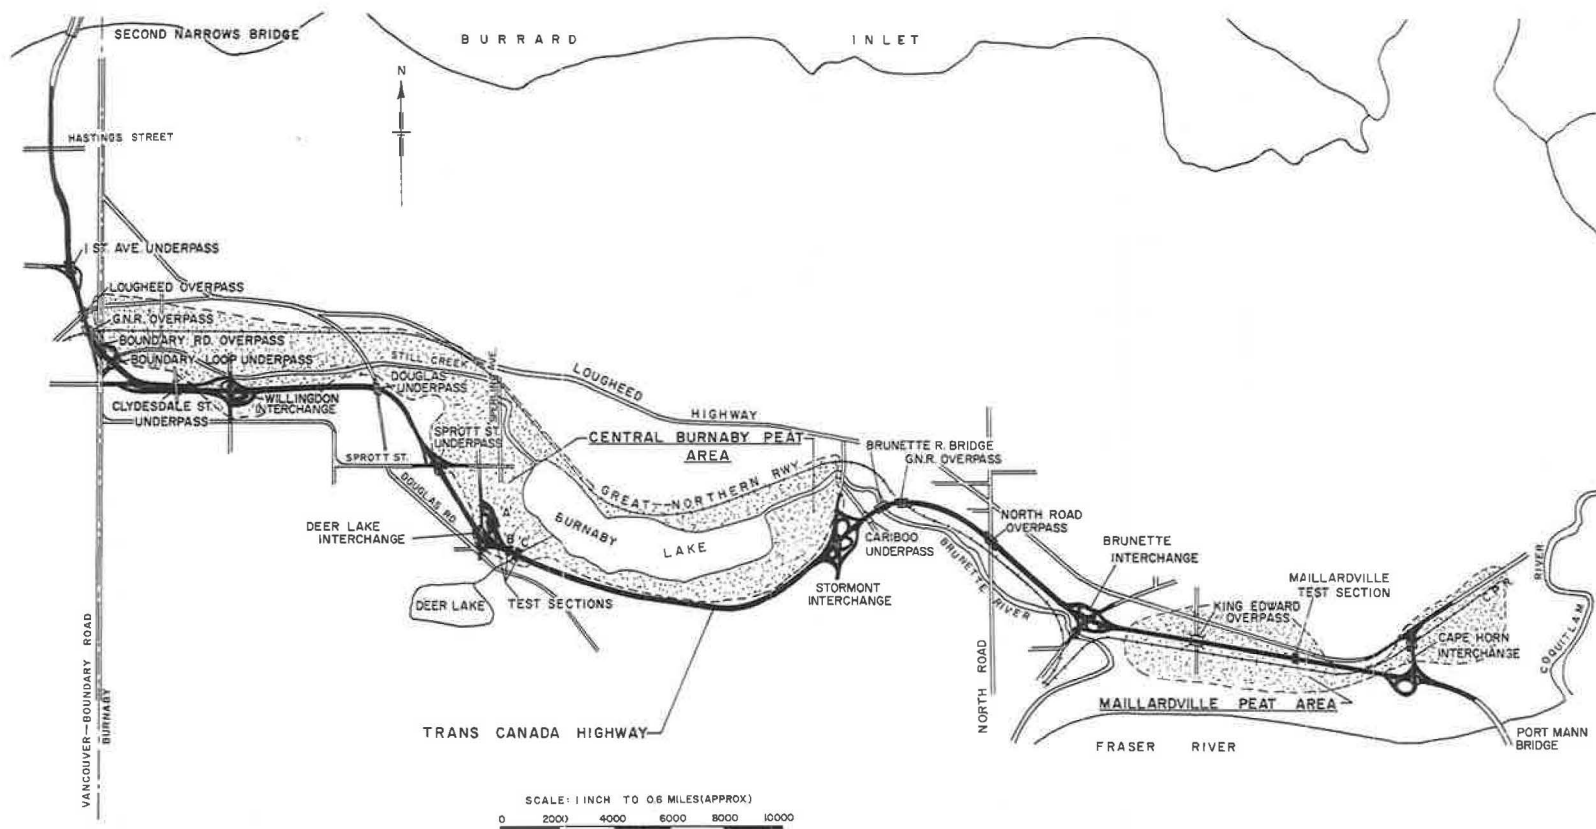 SECOND NARROWS BRIDGE
BURRARD INLET
N
HASTINGS STREET
1 ST. AVE. UNDERPASS
LOUGHEED OVERPASS
G.N.R. OVERPASS
BOUNDARY RD. OVERPASS
BOUNDARY LOOP UNDERPASS
STILL CREEK
SPERLING AVE.
DOUGLAS
UNDERPASS
LOUGHEED HIGHWAY
CLYDESDALE ST.
UNDERPASS
WILLINGDON
INTERCHANGE
SPROTT ST.
UNDERPASS
SPROTT ST.
CENTRAL BURNABY PEAT
AREA
BRUNETTE R. BRIDGE
G.N.R. OVERPASS
DOUGLAS RD
GREAT NORTHERN RWY
A
B C
DEER LAKE
INTERCHANGE
BURNABY LAKE
CARIBOO
UNDERPASS
NORTH ROAD
OVERPASS
BRUNETTE
INTERCHANGE
BRUNETTE RIVER
STORMONT
INTERCHANGE
MAILLARDVILLE
TEST SECTION
DEER LAKE
TEST SECTIONS
KING EDWARD
OVERPASS
C.P.R.
COQUITLAM RIVER
CAPE HORN
INTERCHANGE
NORTH ROAD
MAILLARDVILLE PEAT AREA
VANCOUVER—BOUNDARY ROAD
BURNABY
TRANS CANADA HIGHWAY
FRASER RIVER
PORT MANN
BRIDGE
SCALE: 1 INCH TO 0.6 MILES (APPROX)
0 2000 4000 6000 8000 10000